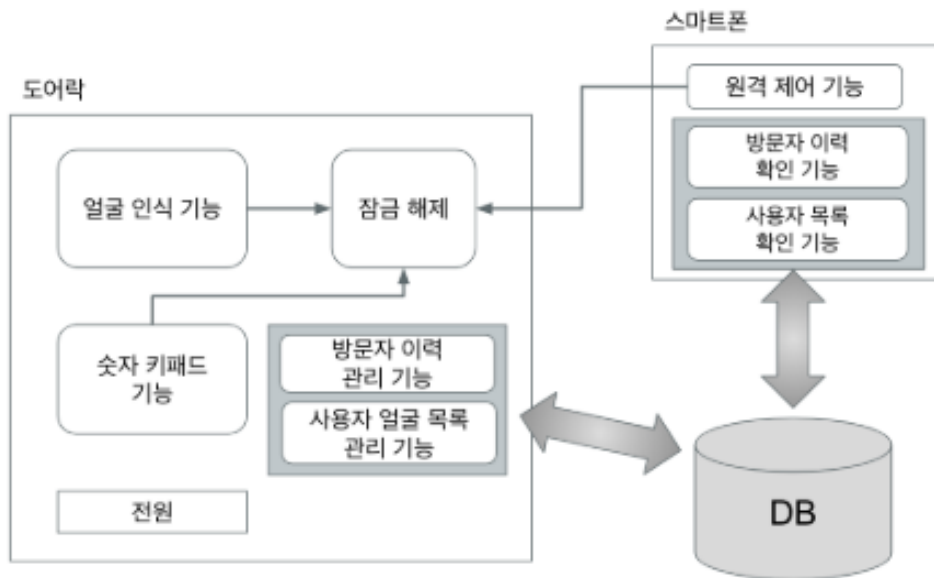 스마트폰
원격 제어 기능
방문자 이력
확인 기능
사용자 목록
확인 기능
도어락
얼굴 인식 기능
잠금 해제
숫자 키패드
기능
방문자 이력
관리 기능
사용자 얼굴 목록
관리 기능
전원
DB